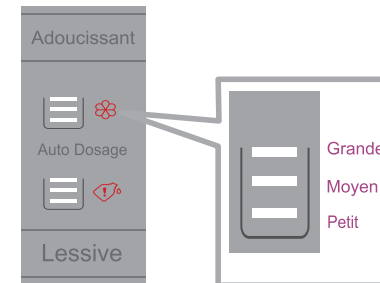 Adoucissant
Auto Dosage
Lessive
Grande
Moyen
Petit